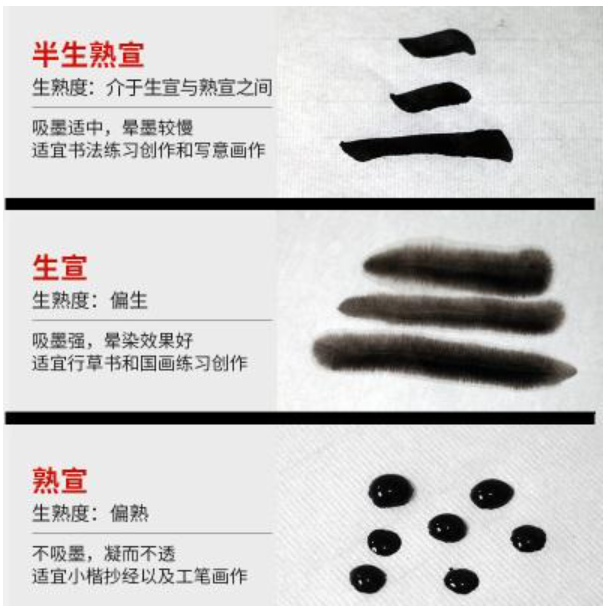 半生熟宣
生熟度：介于生宣与熟宣之间
吸墨适中，晕墨较慢
适宜书法练习创作和写意画作
三
生宣
生熟度：偏生
吸墨强，晕染效果好
适宜行草书和国画练习创作
三
熟宣
生熟度：偏熟
不吸墨，凝而不透
适宜小楷抄经以及工笔画作